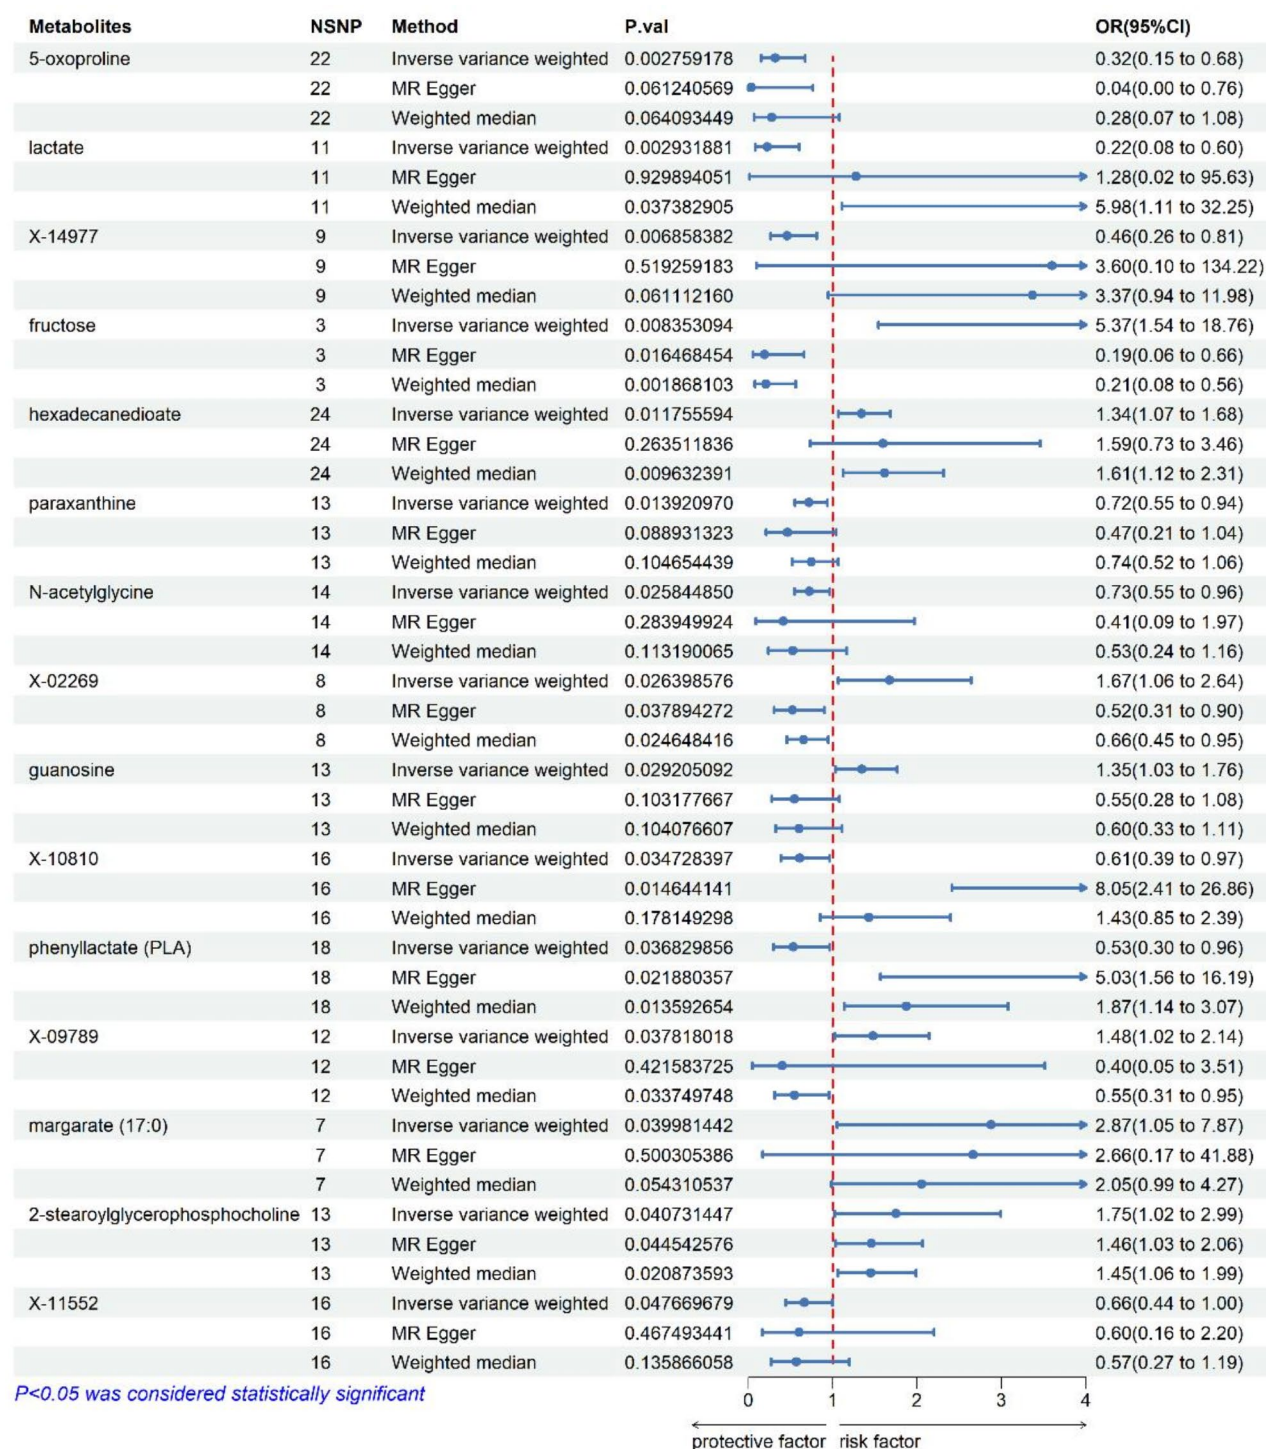 Metabolites NSNP Method P.val OR(95%CI)
5-oxoproline 22 Inverse variance weighted 0.002759178 0.32(0.15 to 0.68)
22 MR Egger 0.061240569 0.04(0.00 to 0.76)
22 Weighted median 0.064093449 0.28(0.07 to 1.08)
lactate 11 Inverse variance weighted 0.002931881 0.22(0.08 to 0.60)
11 MR Egger 0.929894051 1.28(0.02 to 95.63)
11 Weighted median 0.037382905 5.98(1.11 to 32.25)
X-14977 9 Inverse variance weighted 0.006858382 0.46(0.26 to 0.81)
9 MR Egger 0.519259183 3.60(0.10 to 134.22)
9 Weighted median 0.061112160 3.37(0.94 to 11.98)
fructose 3 Inverse variance weighted 0.008353094 5.37(1.54 to 18.76)
3 MR Egger 0.016468454 0.19(0.06 to 0.66)
3 Weighted median 0.001868103 0.21(0.08 to 0.56)
hexadecanedioate 24 Inverse variance weighted 0.011755594 1.34(1.07 to 1.68)
24 MR Egger 0.263511836 1.59(0.73 to 3.46)
24 Weighted median 0.009632391 1.61(1.12 to 2.31)
paraxanthine 13 Inverse variance weighted 0.013920970 0.72(0.55 to 0.94)
13 MR Egger 0.088931323 0.47(0.21 to 1.04)
13 Weighted median 0.104654439 0.74(0.52 to 1.06)
N-acetylglycine 14 Inverse variance weighted 0.025844850 0.73(0.55 to 0.96)
14 MR Egger 0.283949924 0.41(0.09 to 1.97)
14 Weighted median 0.113190065 0.53(0.24 to 1.16)
X-02269 8 Inverse variance weighted 0.026398576 1.67(1.06 to 2.64)
8 MR Egger 0.037894272 0.52(0.31 to 0.90)
8 Weighted median 0.024648416 0.66(0.45 to 0.95)
guanosine 13 Inverse variance weighted 0.029205092 1.35(1.03 to 1.76)
13 MR Egger 0.103177667 0.55(0.28 to 1.08)
13 Weighted median 0.104076607 0.60(0.33 to 1.11)
X-10810 16 Inverse variance weighted 0.034728397 0.61(0.39 to 0.97)
16 MR Egger 0.014644141 8.05(2.41 to 26.86)
16 Weighted median 0.178149298 1.43(0.85 to 2.39)
phenyllactate (PLA) 18 Inverse variance weighted 0.036829856 0.53(0.30 to 0.96)
18 MR Egger 0.021880357 5.03(1.56 to 16.19)
18 Weighted median 0.013592654 1.87(1.14 to 3.07)
X-09789 12 Inverse variance weighted 0.037818018 1.48(1.02 to 2.14)
12 MR Egger 0.421583725 0.40(0.05 to 3.51)
12 Weighted median 0.033749748 0.55(0.31 to 0.95)
margarate (17:0) 7 Inverse variance weighted 0.039981442 2.87(1.05 to 7.87)
7 MR Egger 0.500305386 2.66(0.17 to 41.88)
7 Weighted median 0.054310537 2.05(0.99 to 4.27)
2-stearoylglycerophosphocholine 13 Inverse variance weighted 0.040731447 1.75(1.02 to 2.99)
13 MR Egger 0.044542576 1.46(1.03 to 2.06)
13 Weighted median 0.020873593 1.45(1.06 to 1.99)
X-11552 16 Inverse variance weighted 0.047669679 0.66(0.44 to 1.00)
16 MR Egger 0.467493441 0.60(0.16 to 2.20)
16 Weighted median 0.135866058 0.57(0.27 to 1.19)
P<0.05 was considered statistically significant
0 1 2 3 4
protective factor risk factor